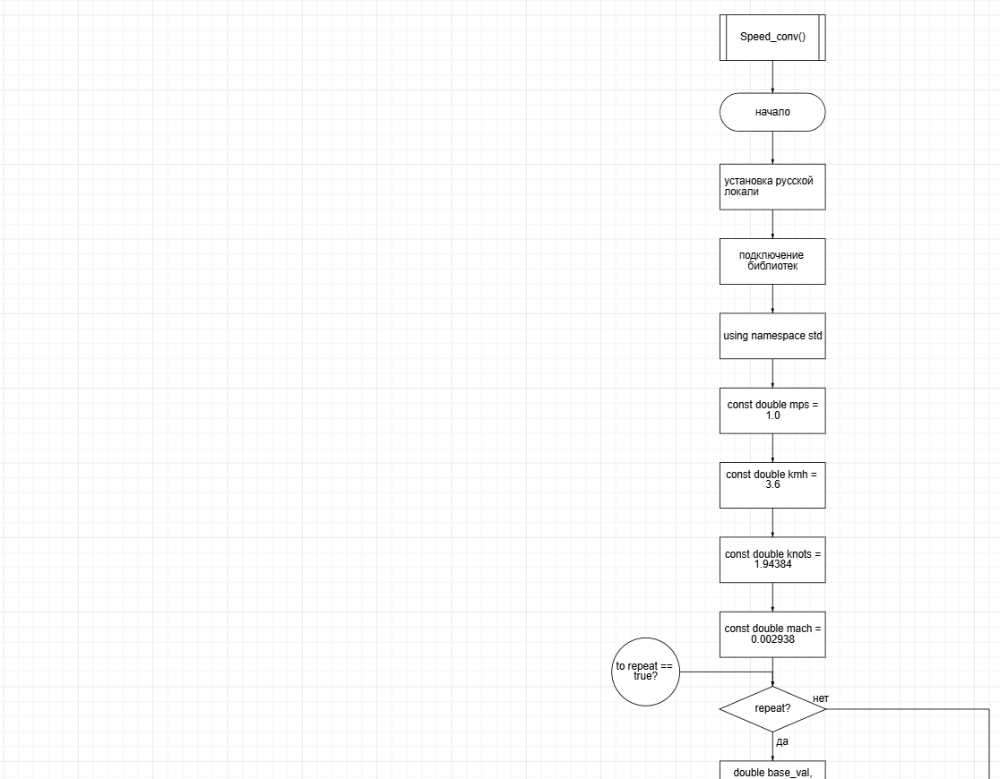 Speed_conv()
начало
установка русской
локали
подключение
библиотек
using namespace std
const double mps =
1.0
const double kmh =
3.6
const double knots =
1.94384
const double mach =
0.002938
to repeat ==
true?
repeat?
нет
да
double base_val,